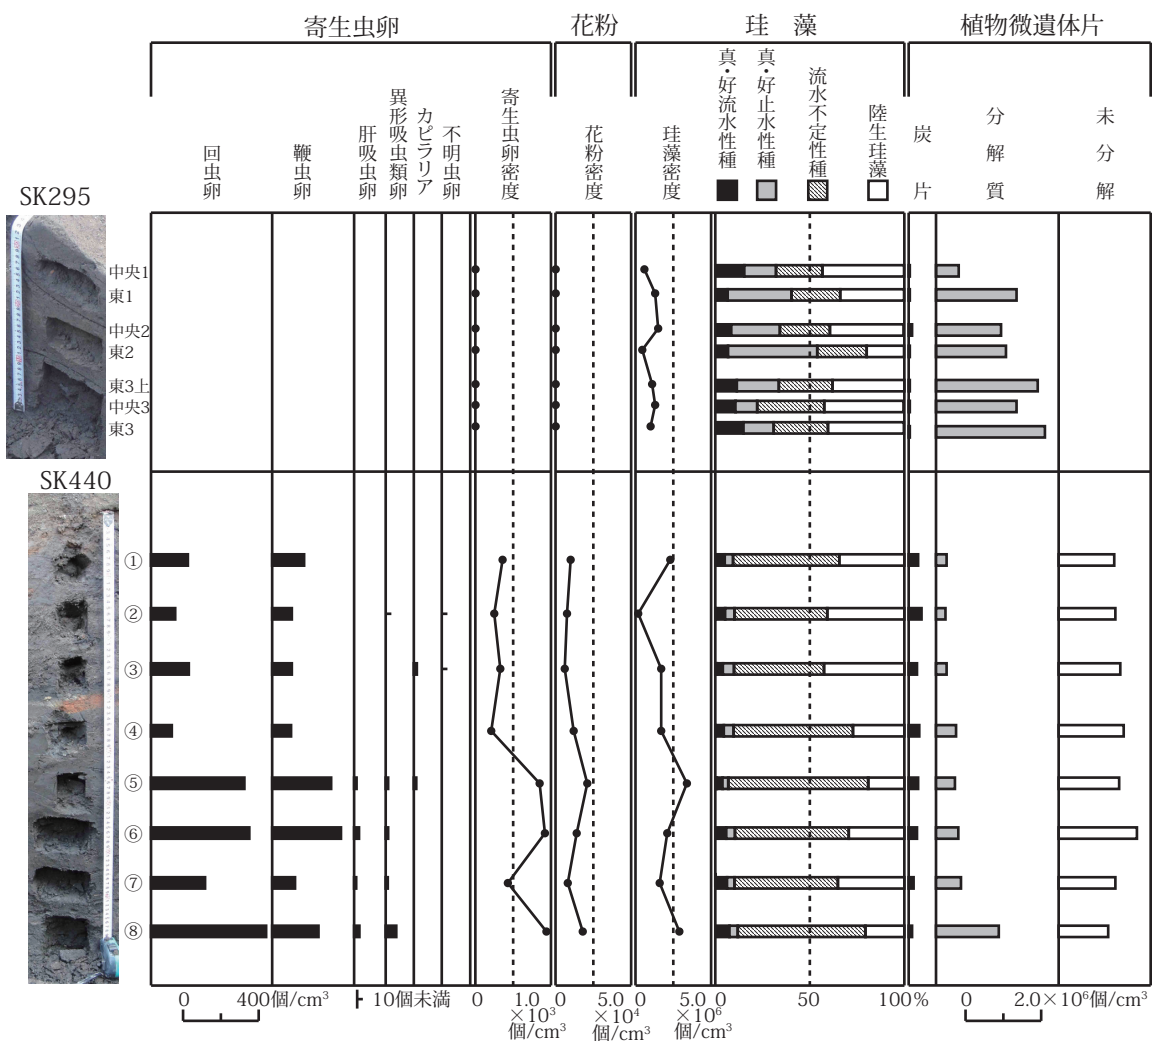 寄生虫卵 花粉 珪藻 植物微遺体片
回虫卵
鞭虫卵
肝吸虫卵
異形吸虫類卵
カピラリア
不明虫卵
寄生虫卵密度
花粉密度
珪藻密度
真・好流水性種
真・好止水性種
流水不定性種
陸生珪藻
炭片
分解質
未分解
SK295
中央1
東1
中央2
東2
東3上
中央3
東3
SK440
①
②
③
④
⑤
⑥
⑦
⑧
0 400個/cm³ 10個未満 0 1.0 0 5.0 0 5.0 0 50 100% 0 2.0×10⁶個/cm³
×10³ ×10⁴ ×10⁶
個/cm³ 個/cm³ 個/cm³